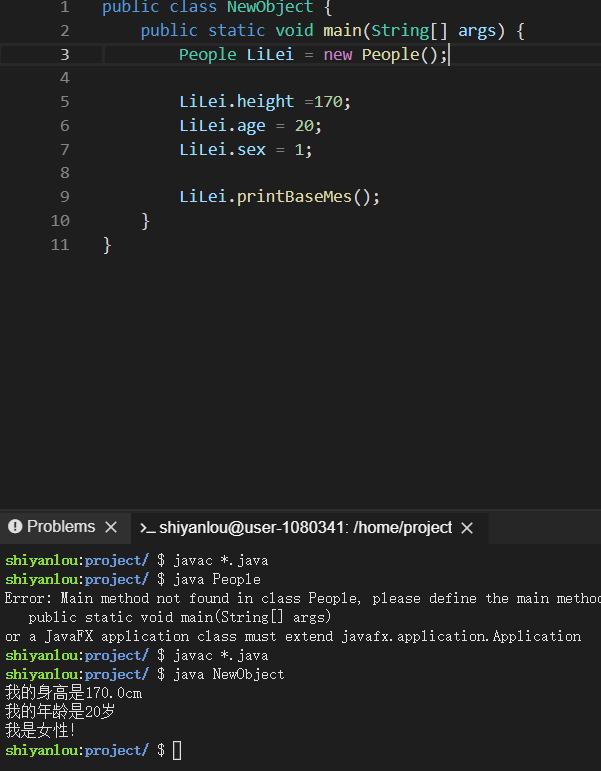 1 public class NewObject {
2 public static void main(String[] args) {
3 People LiLei = new People();
4
5 LiLei.height =170;
6 LiLei.age = 20;
7 LiLei.sex = 1;
8
9 LiLei.printBaseMes();
10 }
11 }
Problems
>_ shiyanlou@user-1080341: /home/project
shiyanlou:project/ $ javac *.java
shiyanlou:project/ $ java People
Error: Main method not found in class People, please define the main metho
public static void main(String[] args)
or a JavaFX application class must extend javafx.application.Application
shiyanlou:project/ $ javac *.java
shiyanlou:project/ $ java NewObject
我的身高是170.0cm
我的年龄是20岁
我是女性!
shiyanlou:project/ $